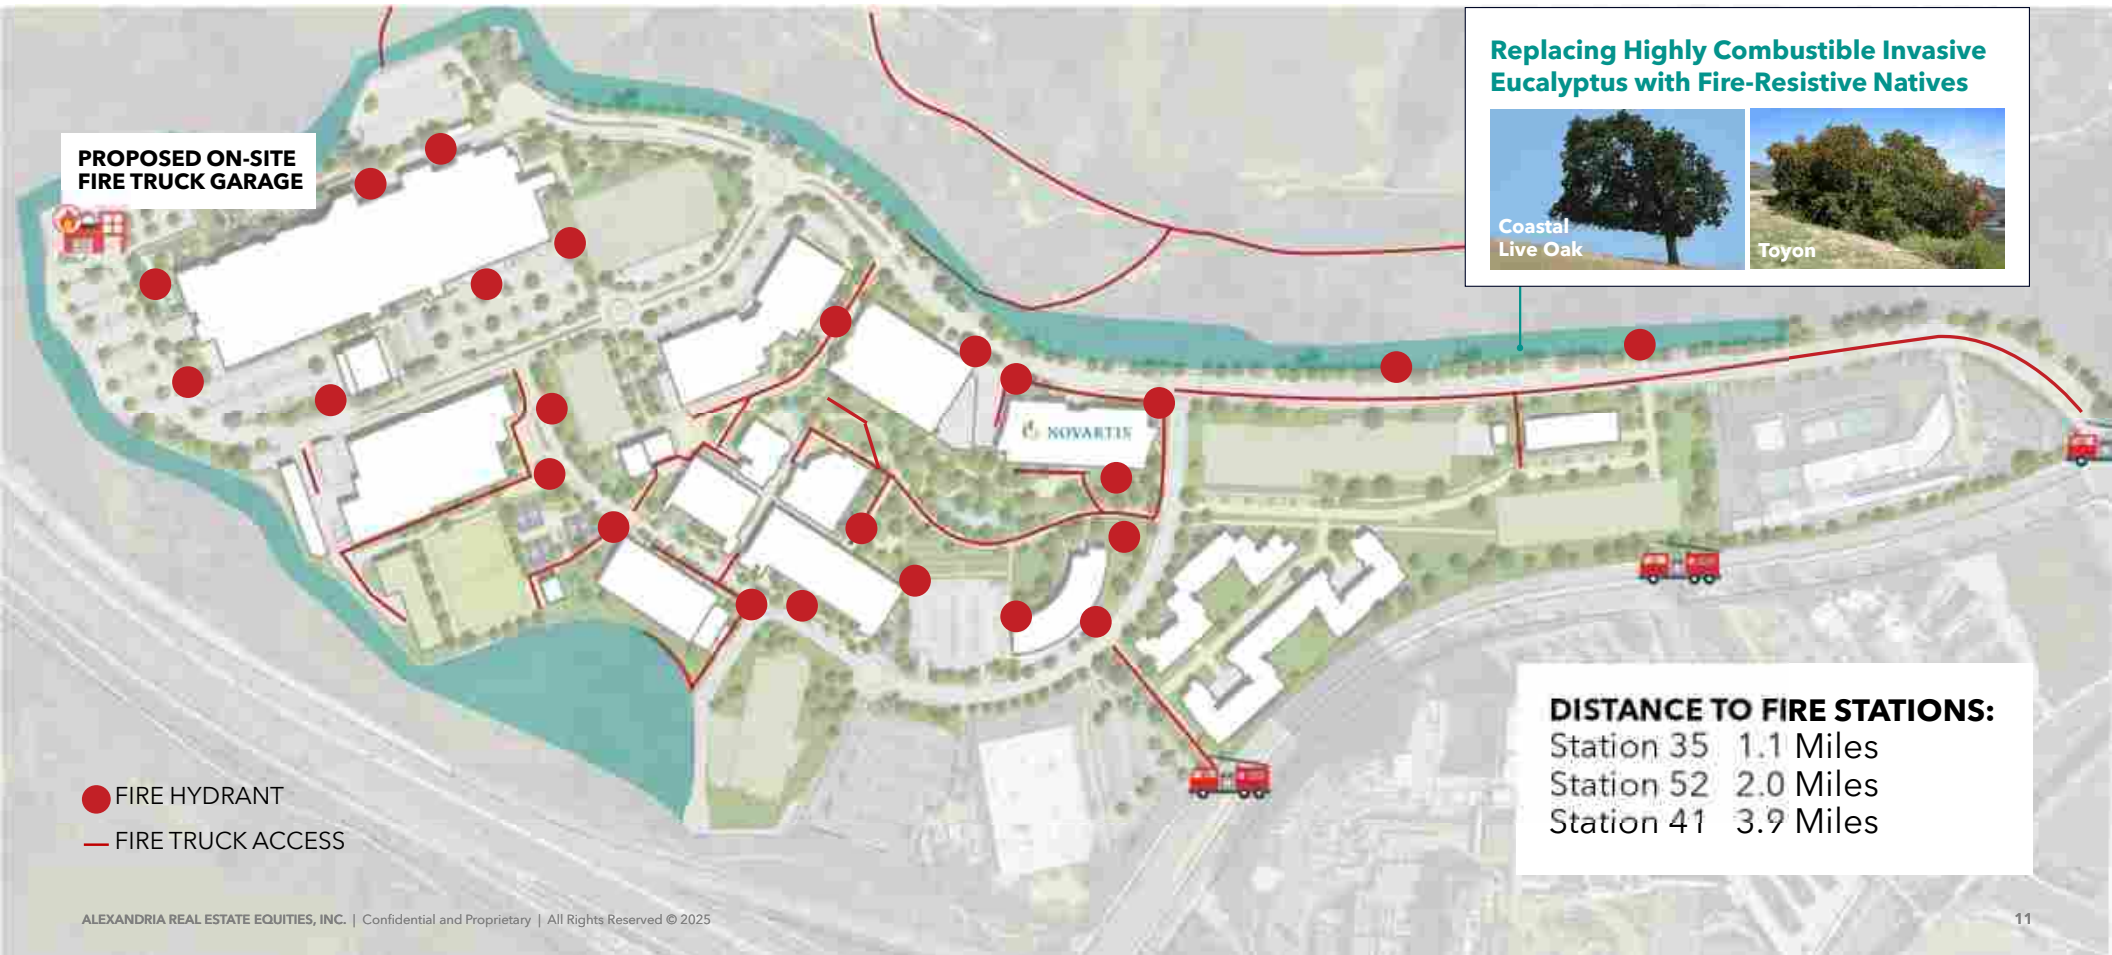 Replacing Highly Combustible Invasive
Eucalyptus with Fire-Resistive Natives
Coastal
Live Oak
Toyon
PROPOSED ON-SITE
FIRE TRUCK GARAGE
NOVARTIS
DISTANCE TO FIRE STATIONS:
Station 35 1.1 Miles
Station 52 2.0 Miles
Station 41 3.9 Miles
FIRE HYDRANT
FIRE TRUCK ACCESS
ALEXANDRIA REAL ESTATE EQUITIES, INC. | Confidential and Proprietary | All Rights Reserved © 2025
11